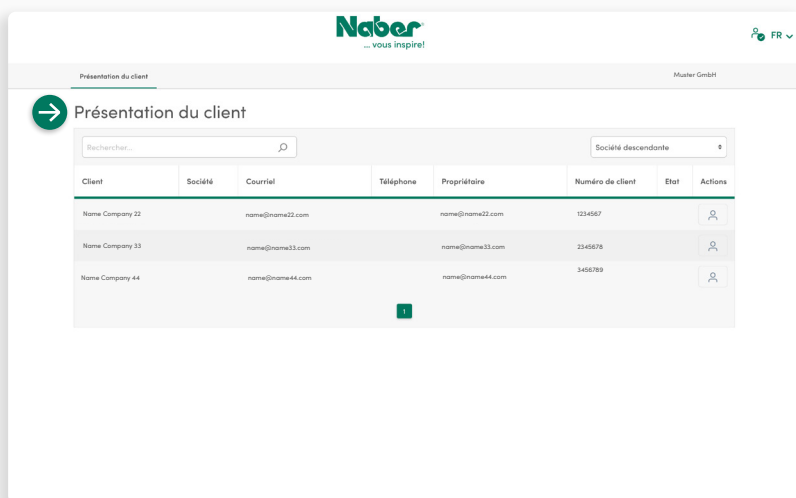 Naber
... vous inspire!
FR
Présentation du client
Muster GmbH
Présentation du client
Rechercher...
Société descendante
Client Société Courriel Téléphone Propriétaire Numéro de client Etat Actions
Name Company 22 name@name22.com name@name22.com 1234567
Name Company 33 name@name33.com name@name33.com 2345678
Name Company 44 name@name44.com name@name44.com 3456789
1